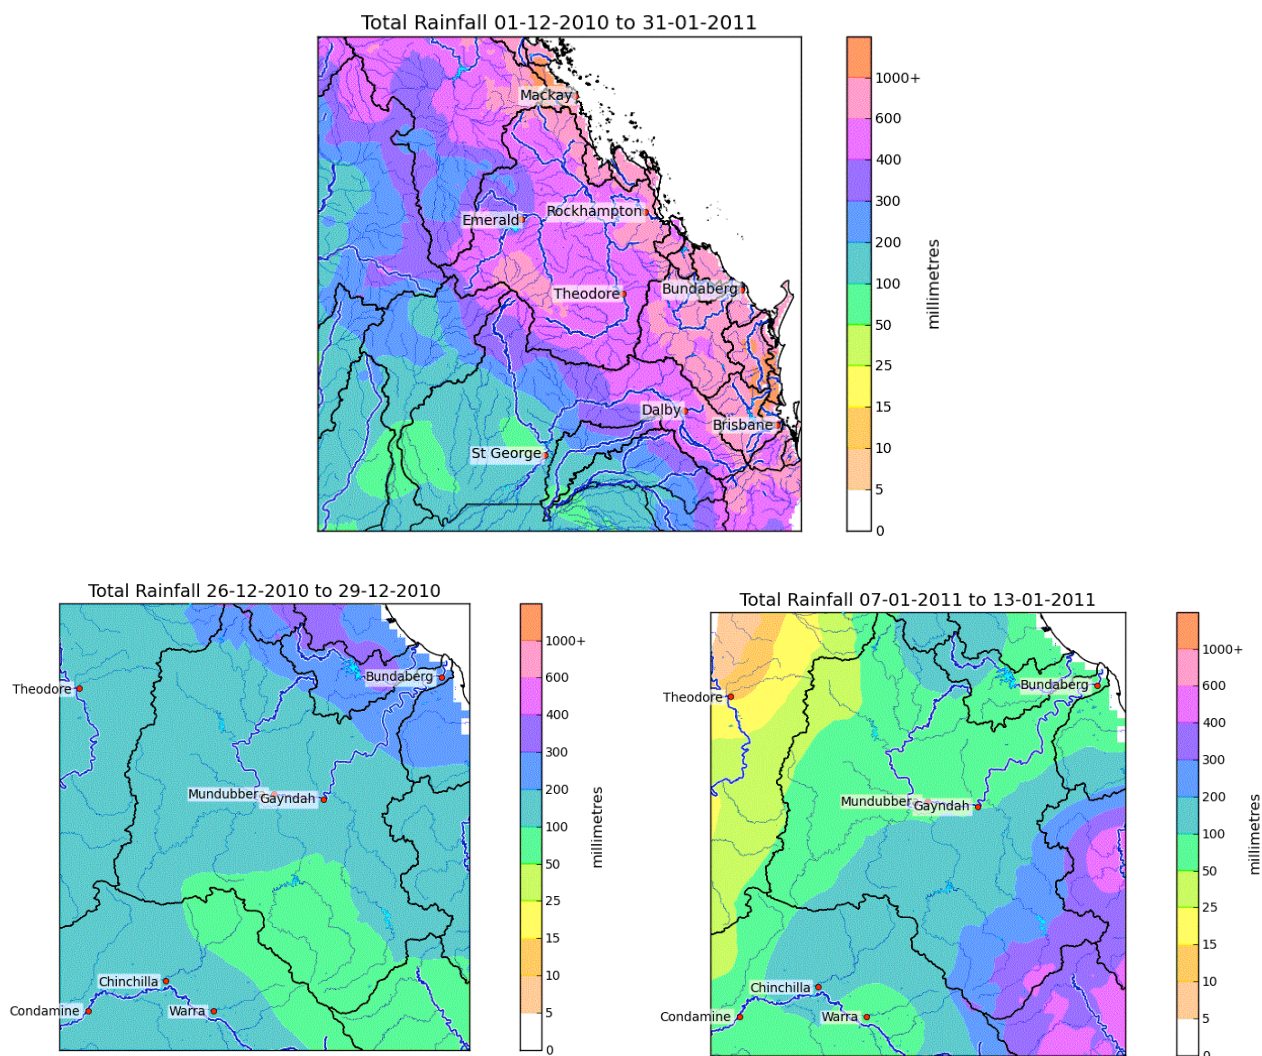 Total Rainfall 01-12-2010 to 31-01-2011
Mackay
Emerald
Rockhampton
Theodore
Bundaberg
Dalby
Brisbane
St George
1000+
600
400
300
200
100
50
25
15
10
5
0
millimetres
Total Rainfall 26-12-2010 to 29-12-2010
Bundaberg
Theodore
Mundubber
Gayndah
Chinchilla
Condamine
Warra
1000+
600
400
300
200
100
50
25
15
10
5
0
millimetres
Total Rainfall 07-01-2011 to 13-01-2011
Bundaberg
Theodore
Mundubber
Gayndah
Chinchilla
Condamine
Warra
1000+
600
400
300
200
100
50
25
15
10
5
0
millimetres